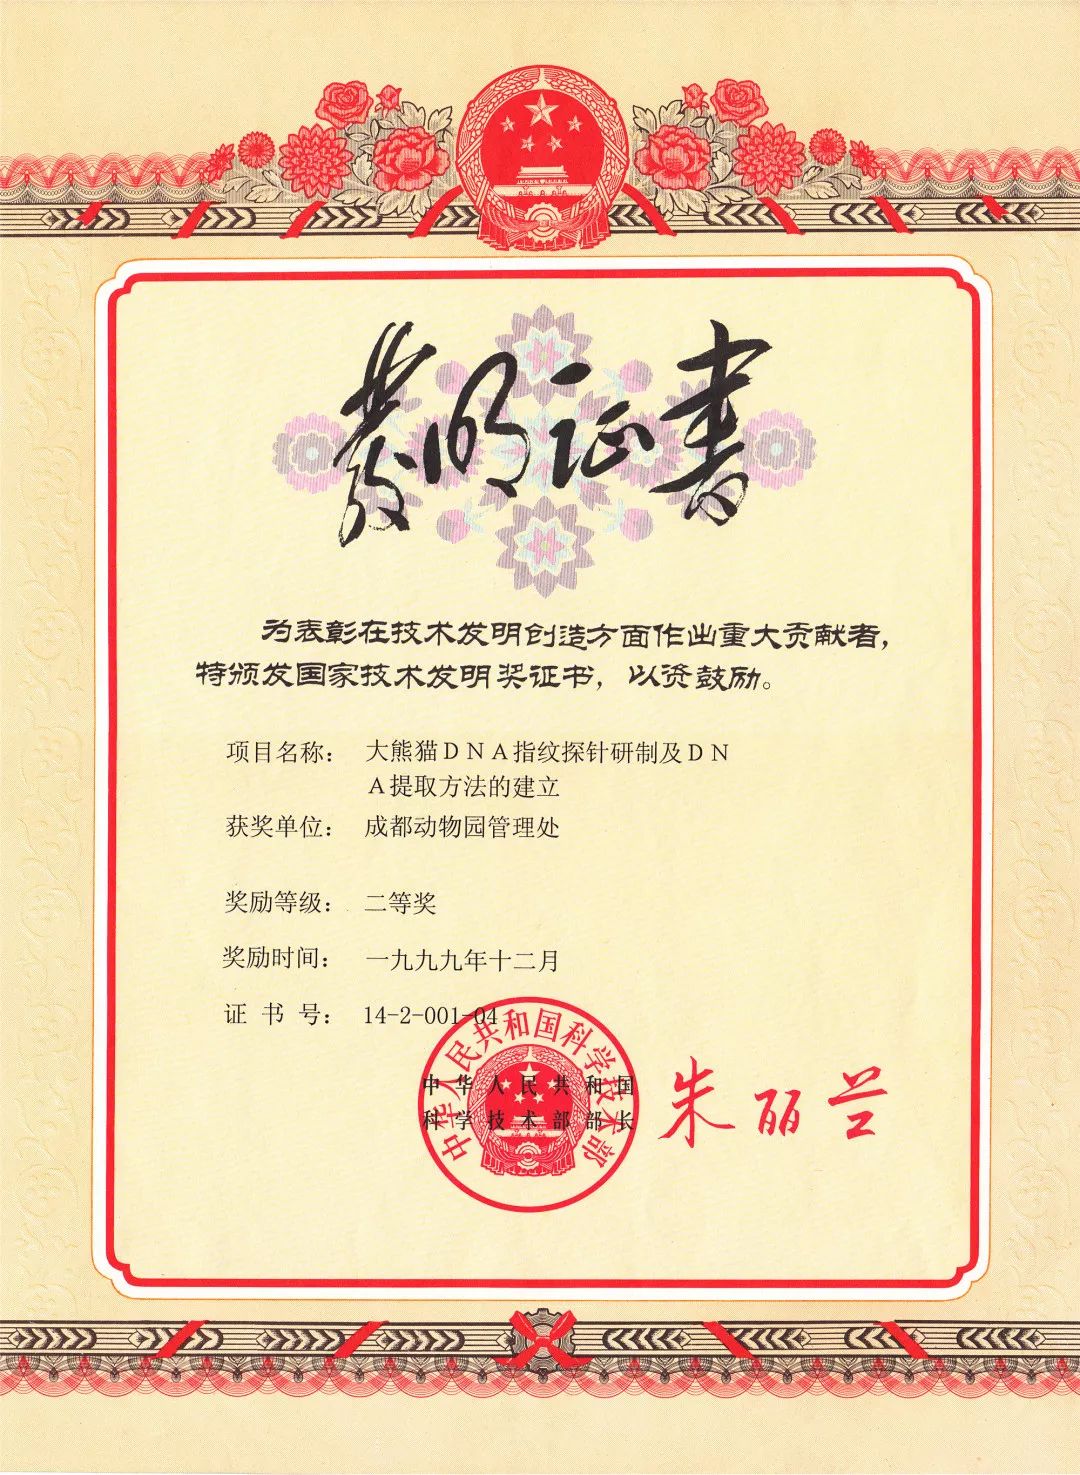 发明证书
为表彰在技术发明创造方面作出重大贡献者，
特颁发国家技术发明奖证书，以资鼓励。
项目名称： 大熊猫ＤＮＡ指纹探针研制及ＤＮ
Ａ提取方法的建立
获奖单位： 成都动物园管理处
奖励等级： 二等奖
奖励时间： 一九九九年十二月
证 书 号： 14-2-001-04
中华人民共和国科学技术部
中华人民共和国
科学技术部部长
朱丽兰